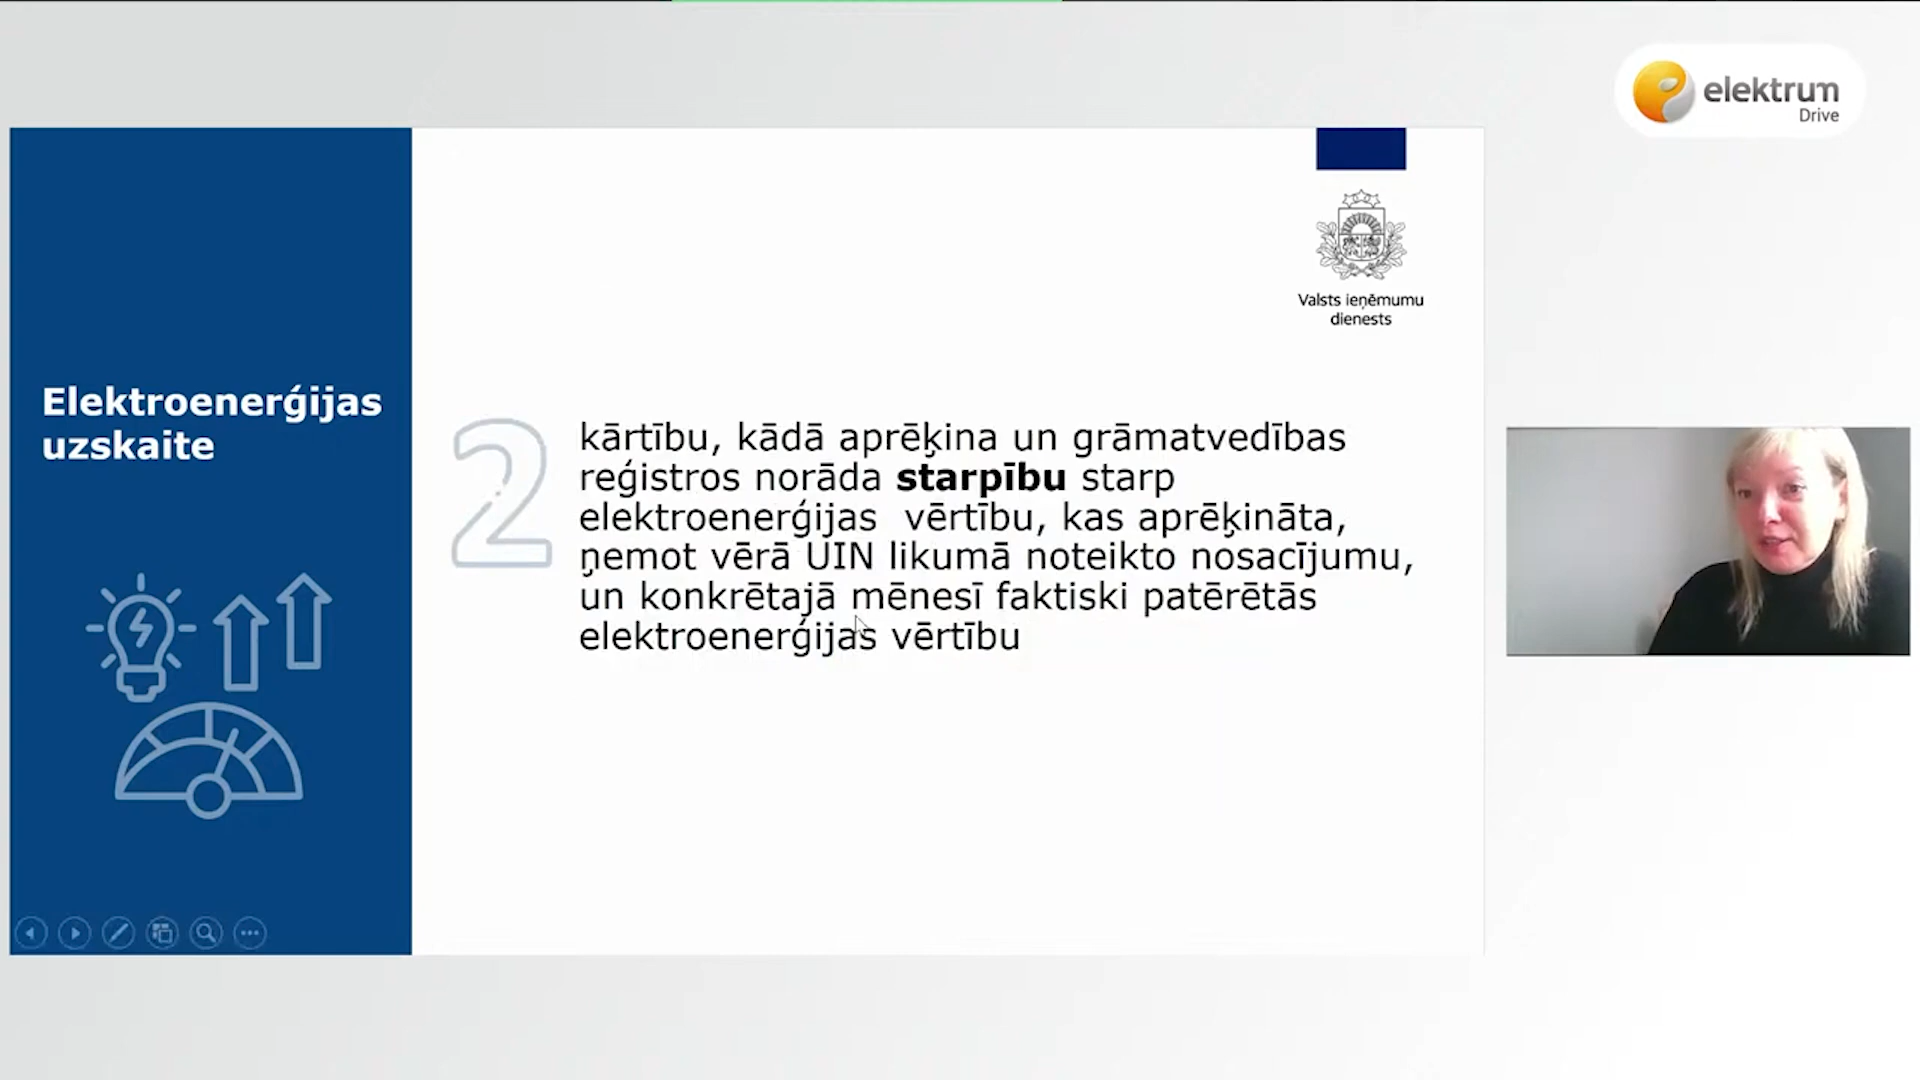 elektrum
Drive
Valsts ieņēmumu
dienests
Elektroenerģijas
uzskaite
2
kārtību, kādā aprēķina un grāmatvedības
reģistros norāda starpību starp
elektroenerģijas  vērtību, kas aprēķināta,
ņemot vērā UIN likumā noteikto nosacījumu,
un konkrētajā mēnesī faktiski patērētās
elektroenerģijas vērtību